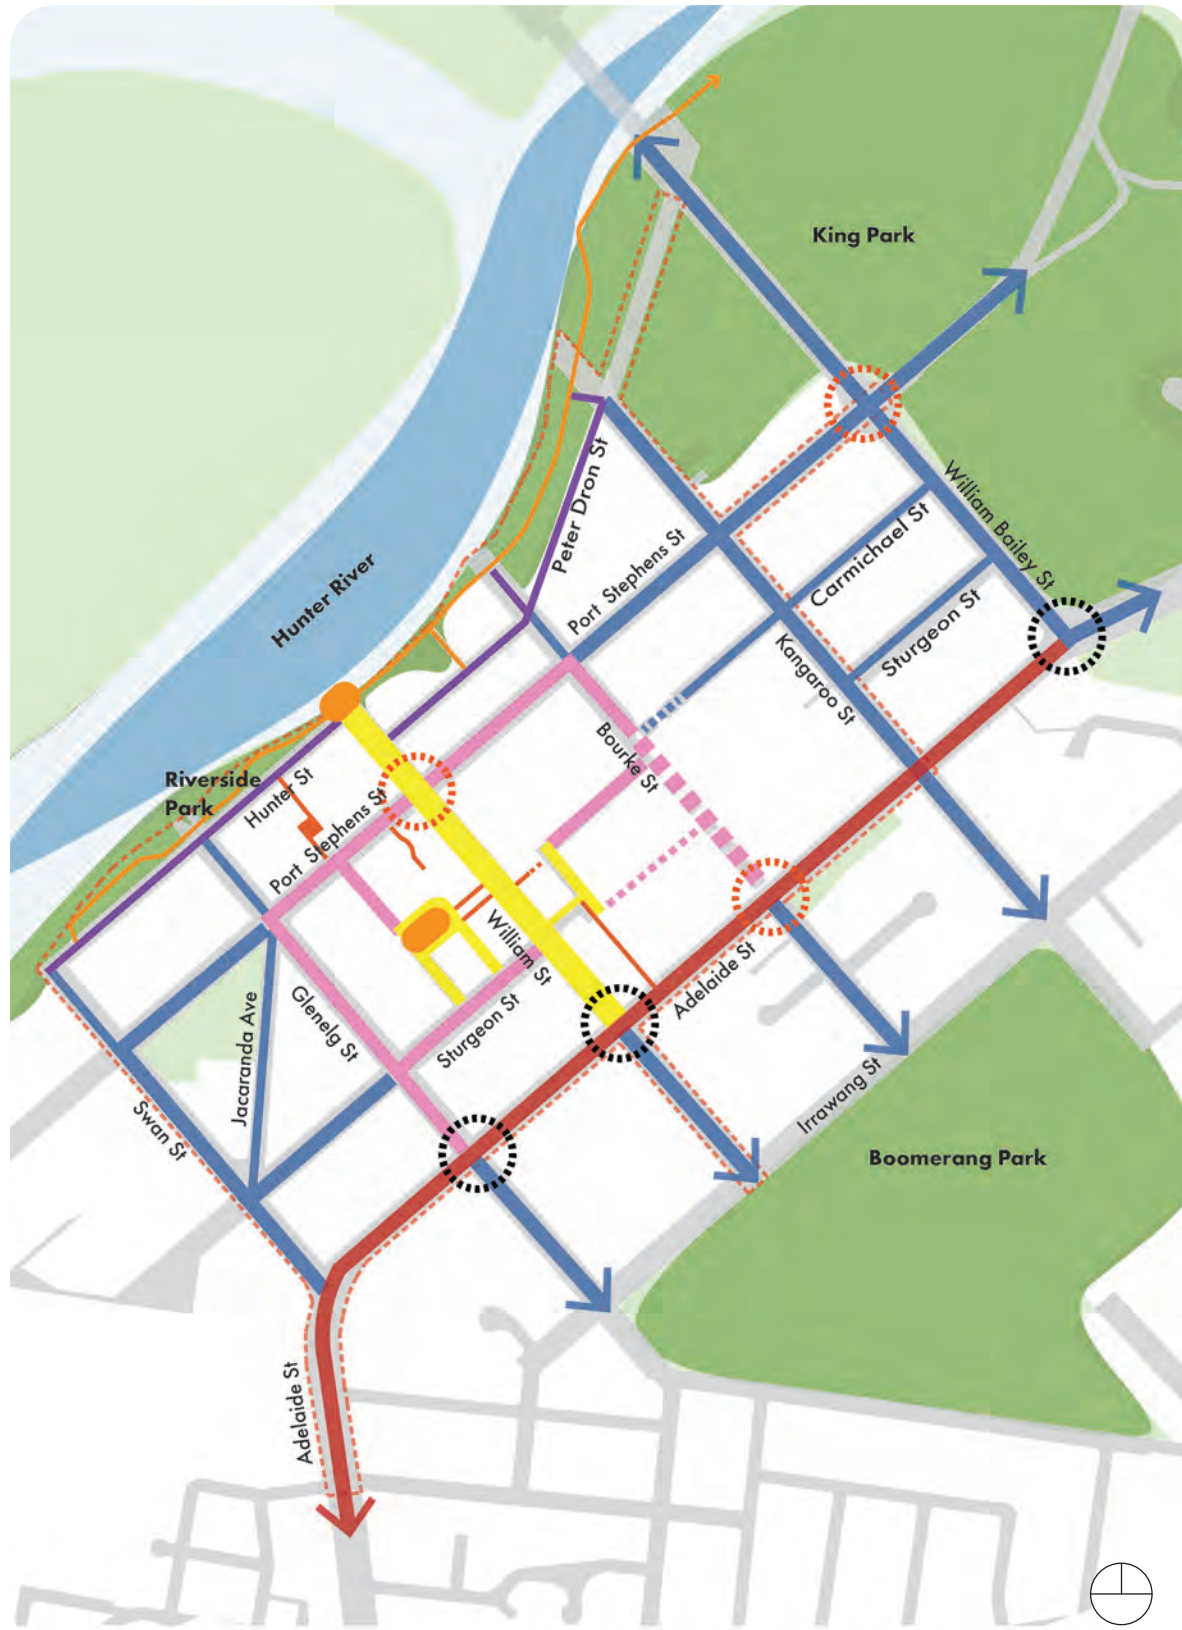 King Park
William Bailey St
Peter Dron St
Carmichael St
Port Stephens St
Hunter River
Sturgeon St
Kangaroo St
Bourke St
Riverside
Park
Hunter St
Port Stephens St
William St
Adelaide St
Glenelg St
Jacaranda Ave
Sturgeon St
Swan St
Irrawang St
Boomerang Park
Adelaide St